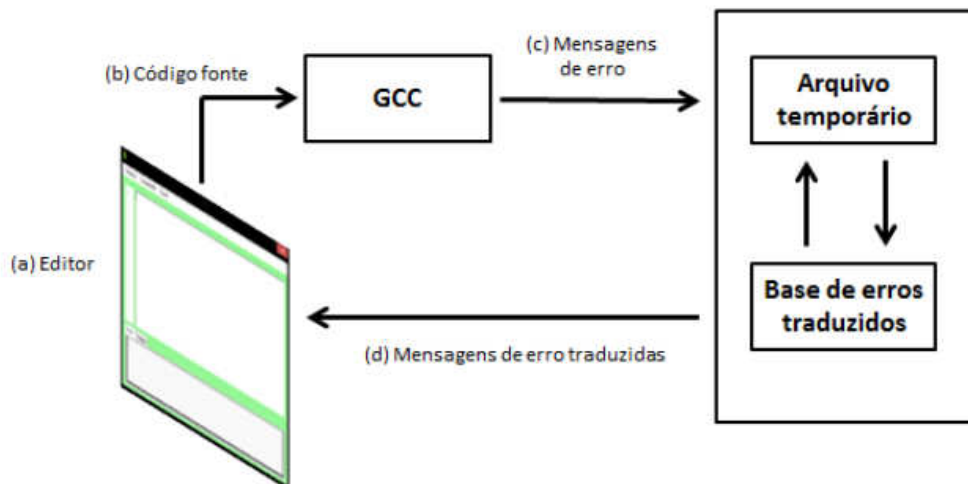 (c) Mensagens
de erro
(b) Código fonte
GCC
Arquivo
temporário
(a) Editor
Base de erros
traduzidos
(d) Mensagens de erro traduzidas